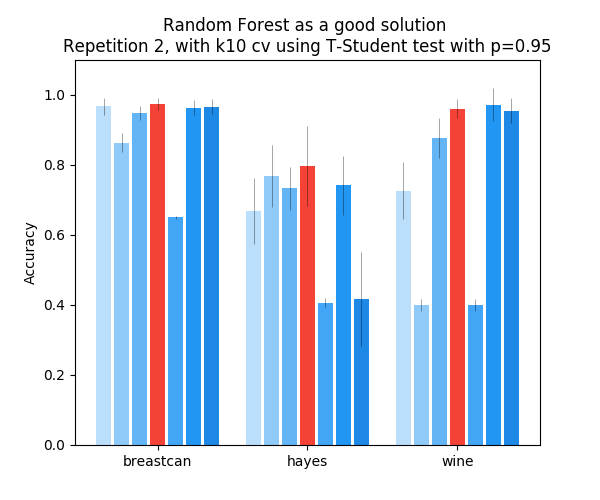 Random Forest as a good solution
Repetition 2, with k10 cv using T-Student test with p=0.95
1.0
0.8
0.6
0.4
0.2
0.0
Accuracy
breastcan
hayes
wine